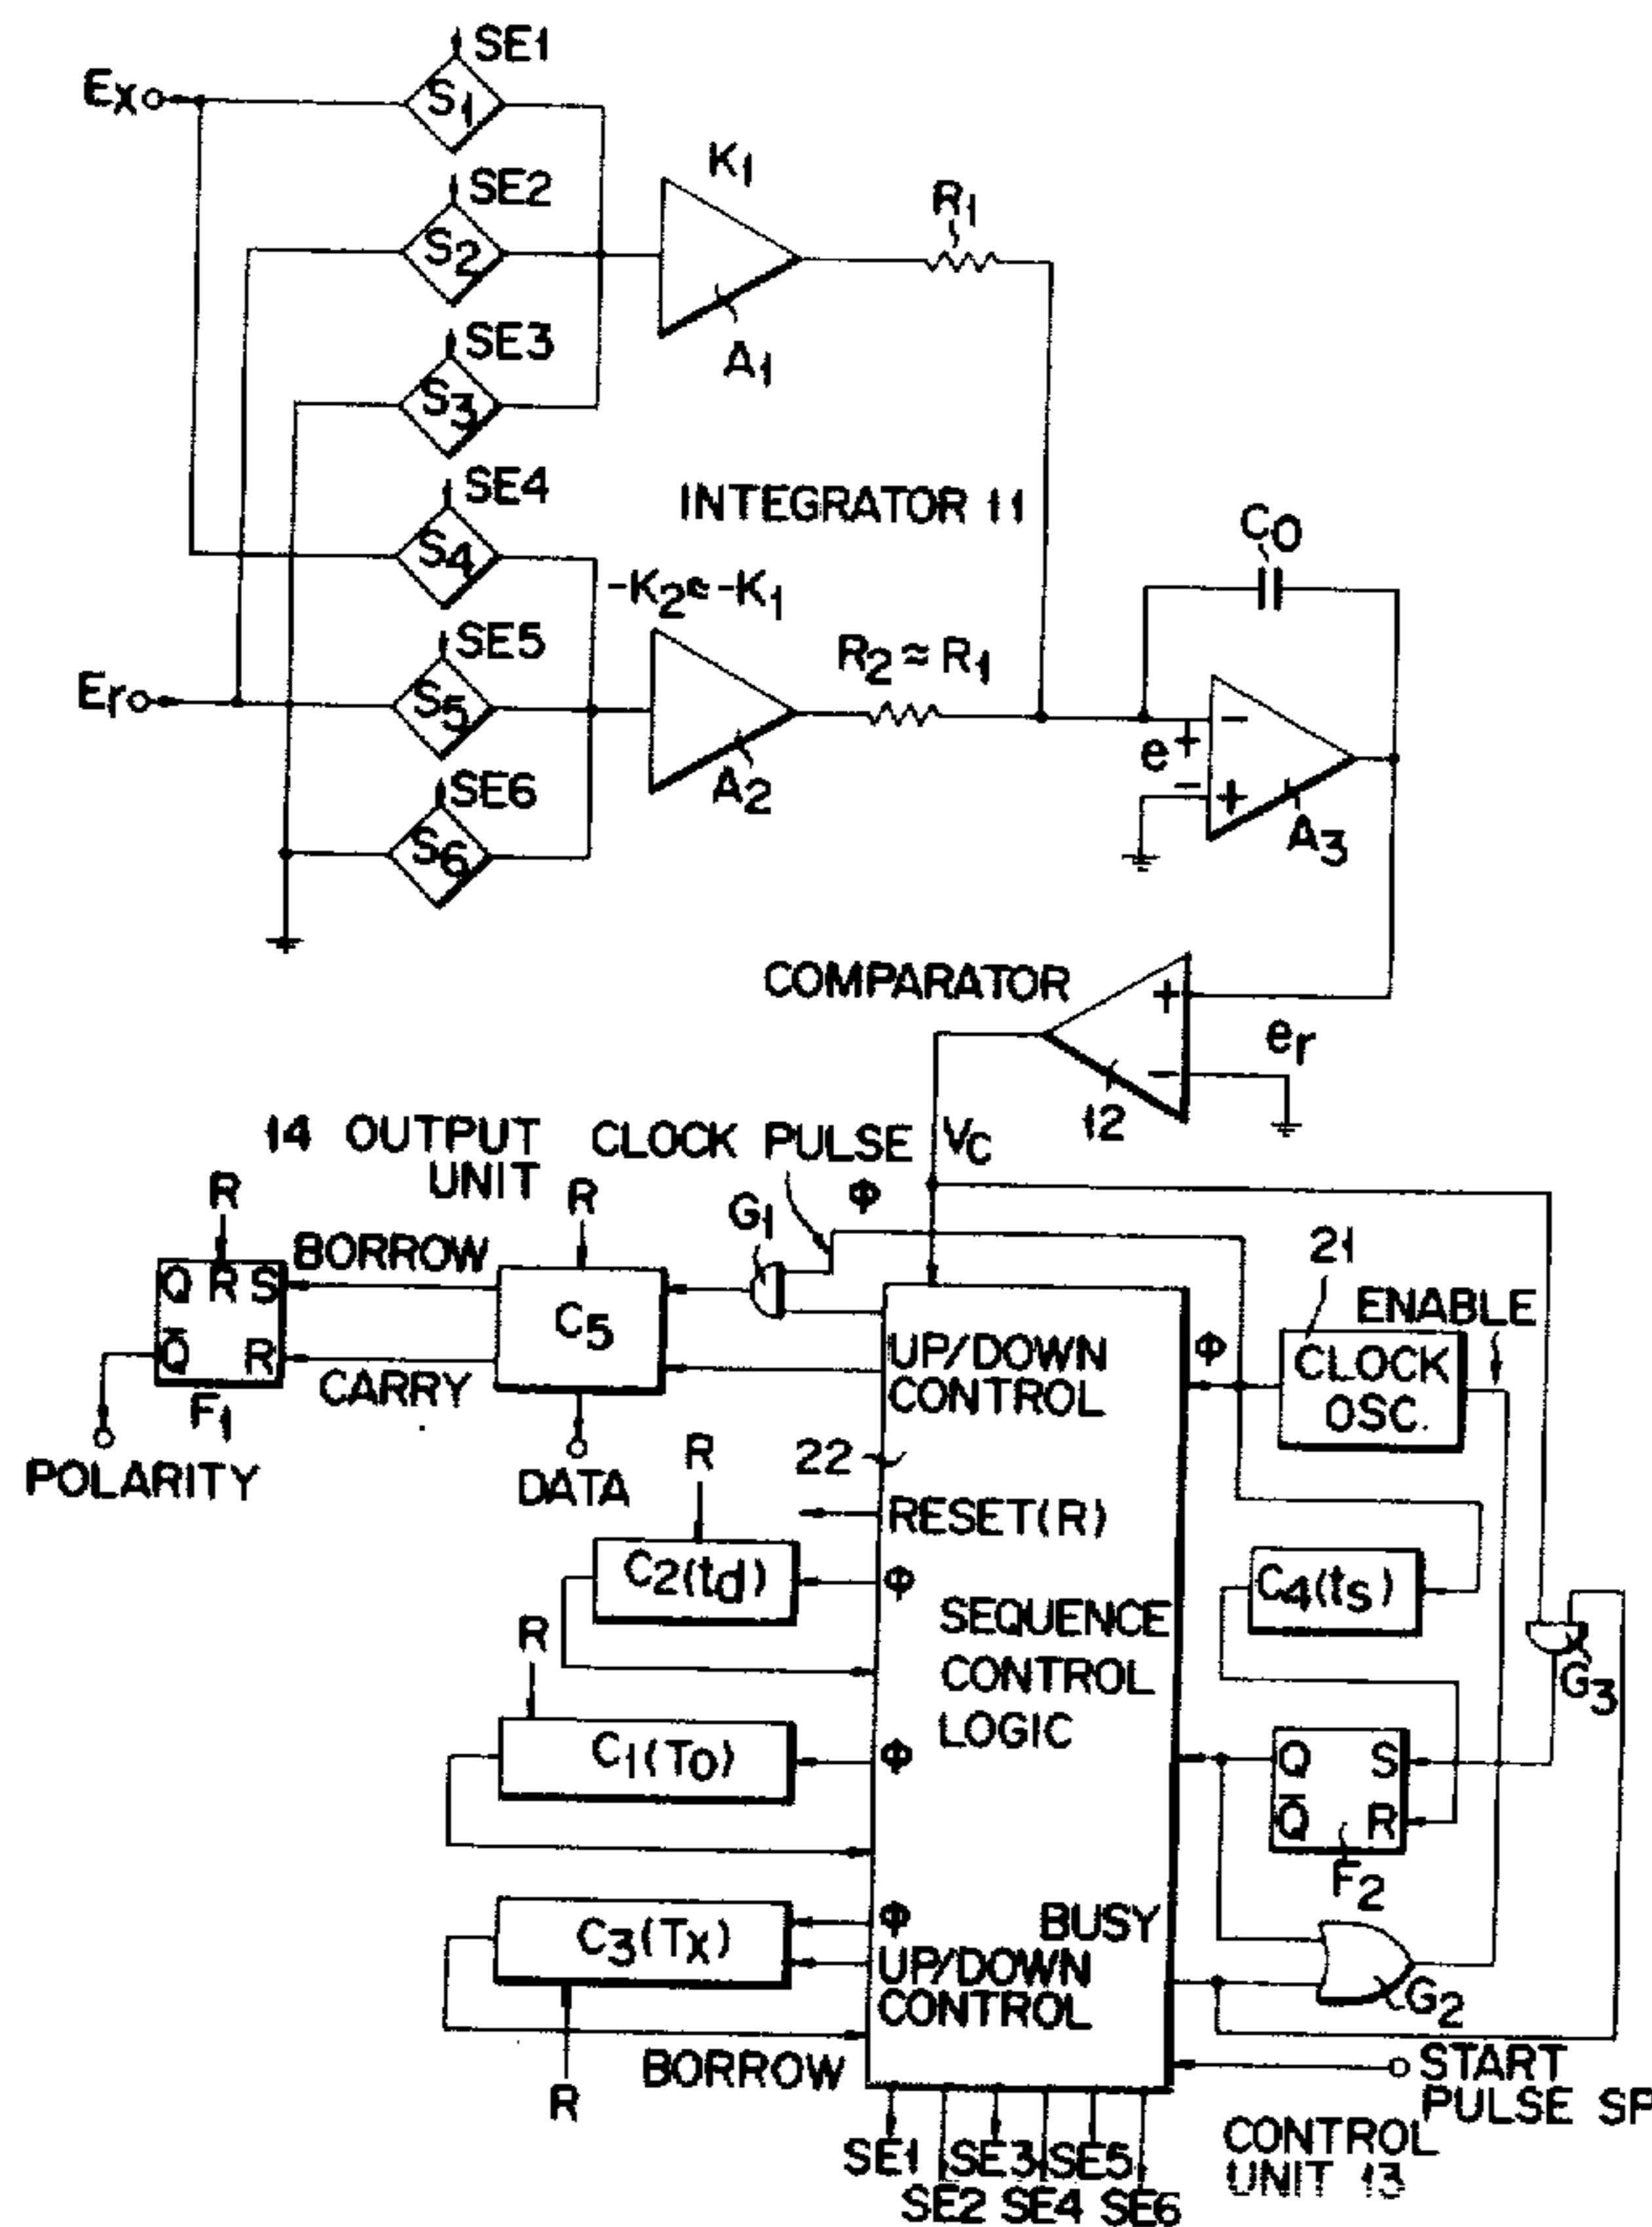 SE1
Ex
S1
K1
SE2
R1
S2
SE3
A1
S3
SE4
INTEGRATOR 11
C0
S4
-K2≈-K1
SE5
R2≈R1
Er
S5
e
+
-
-
+
A2
A3
SE6
S6
COMPARATOR
+
er
-
12
VC
14 OUTPUT
UNIT
CLOCK PULSE
Φ
R
R
G1
21
BORROW
ENABLE
Q R S
C5
Q̅ R
UP/DOWN
CONTROL
Φ
CLOCK
OSC.
CARRY
F1
POLARITY
DATA
R
22
RESET(R)
C2(td)
Φ
C4(ts)
R
SEQUENCE
CONTROL
LOGIC
G3
C1(T0)
Φ
Q S
Q̅ R
F2
C3(Tx)
Φ
BUSY
UP/DOWN
CONTROL
G2
BORROW
R
START
PULSE SP
SE1 SE3 SE5
SE2 SE4 SE6
CONTROL
UNIT 13